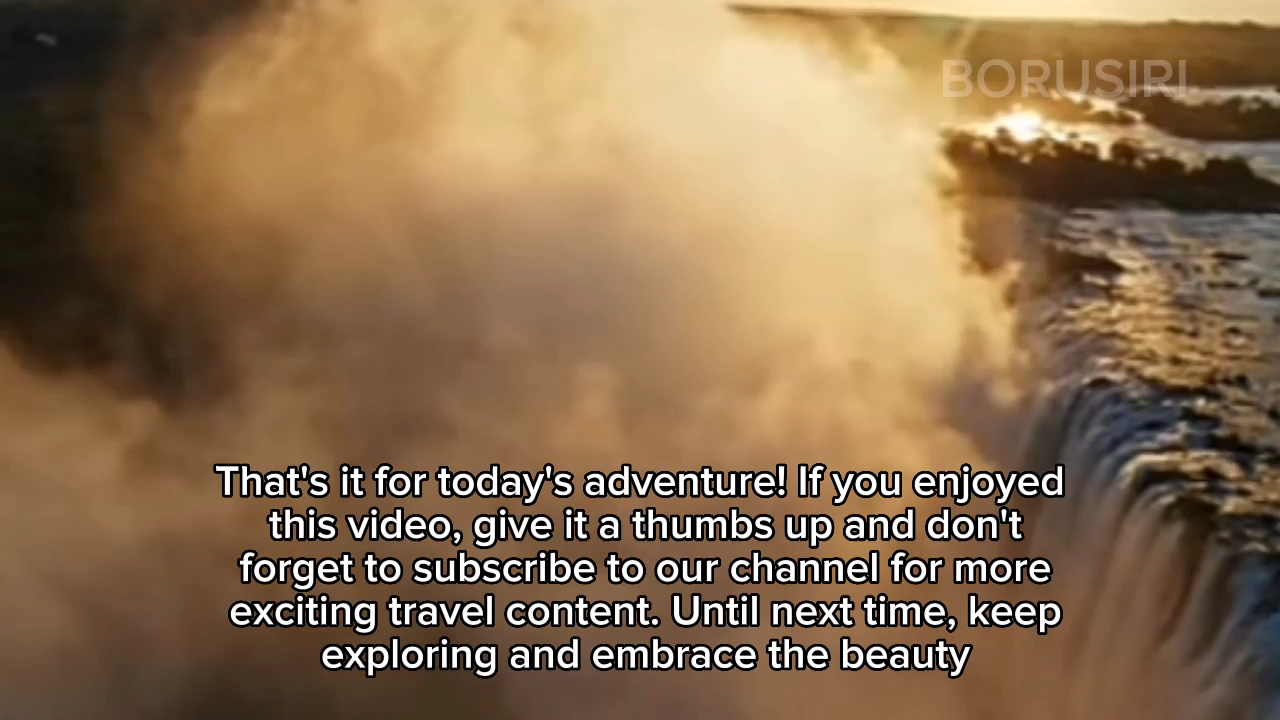 BORUSIRI
That's it for today's adventure! If you enjoyed
this video, give it a thumbs up and don't
forget to subscribe to our channel for more
exciting travel content. Until next time, keep
exploring and embrace the beauty